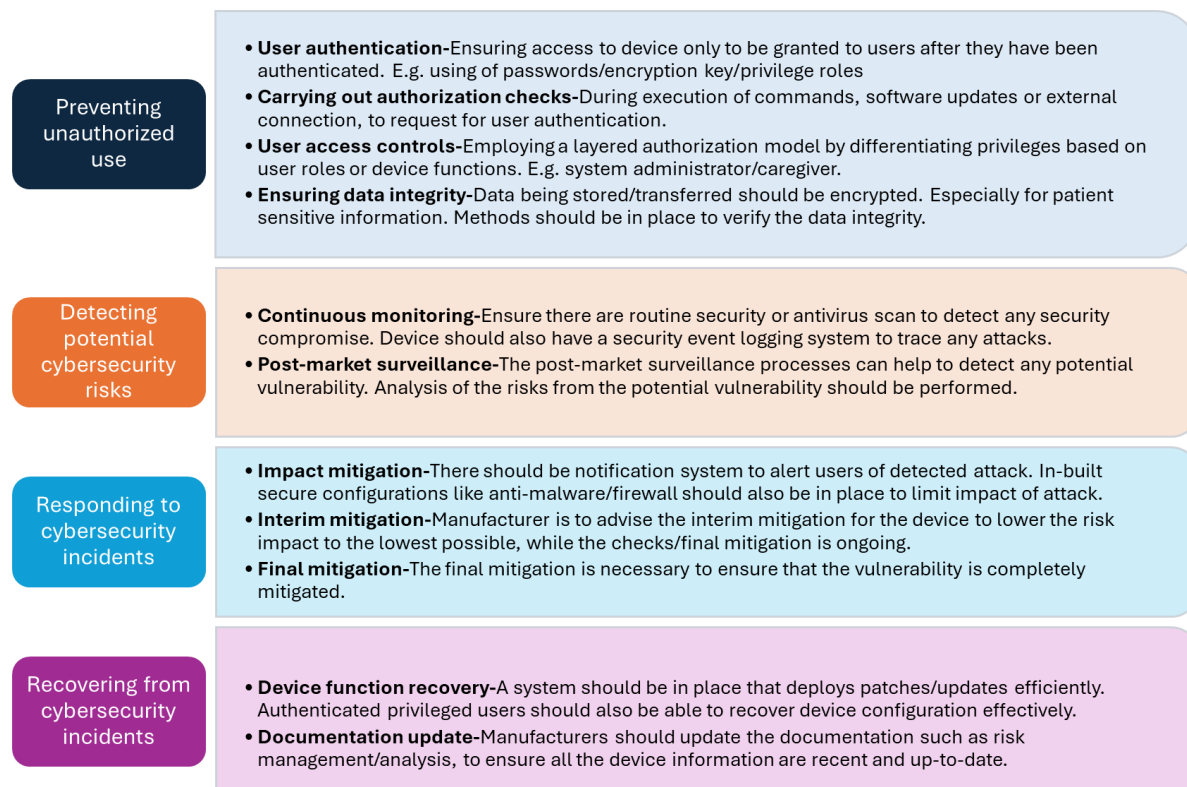 Preventing
unauthorized
use
• User authentication-Ensuring access to device only to be granted to users after they have been
authenticated. E.g. using of passwords/encryption key/privilege roles
• Carrying out authorization checks-During execution of commands, software updates or external
connection, to request for user authentication.
• User access controls-Employing a layered authorization model by differentiating privileges based on
user roles or device functions. E.g. system administrator/caregiver.
• Ensuring data integrity-Data being stored/transferred should be encrypted. Especially for patient
sensitive information. Methods should be in place to verify the data integrity.
Detecting
potential
cybersecurity
risks
• Continuous monitoring-Ensure there are routine security or antivirus scan to detect any security
compromise. Device should also have a security event logging system to trace any attacks.
• Post-market surveillance-The post-market surveillance processes can help to detect any potential
vulnerability. Analysis of the risks from the potential vulnerability should be performed.
Responding to
cybersecurity
incidents
• Impact mitigation-There should be notification system to alert users of detected attack. In-built
secure configurations like anti-malware/firewall should also be in place to limit impact of attack.
• Interim mitigation-Manufacturer is to advise the interim mitigation for the device to lower the risk
impact to the lowest possible, while the checks/final mitigation is ongoing.
• Final mitigation-The final mitigation is necessary to ensure that the vulnerability is completely
mitigated.
Recovering from
cybersecurity
incidents
• Device function recovery-A system should be in place that deploys patches/updates efficiently.
Authenticated privileged users should also be able to recover device configuration effectively.
• Documentation update-Manufacturers should update the documentation such as risk
management/analysis, to ensure all the device information are recent and up-to-date.